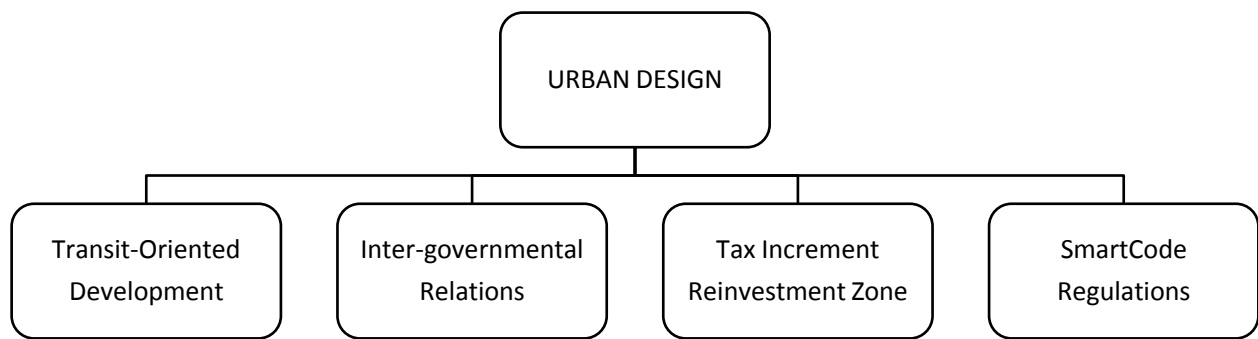 URBAN DESIGN
Transit-Oriented
Development
Inter-governmental
Relations
Tax Increment
Reinvestment Zone
SmartCode
Regulations